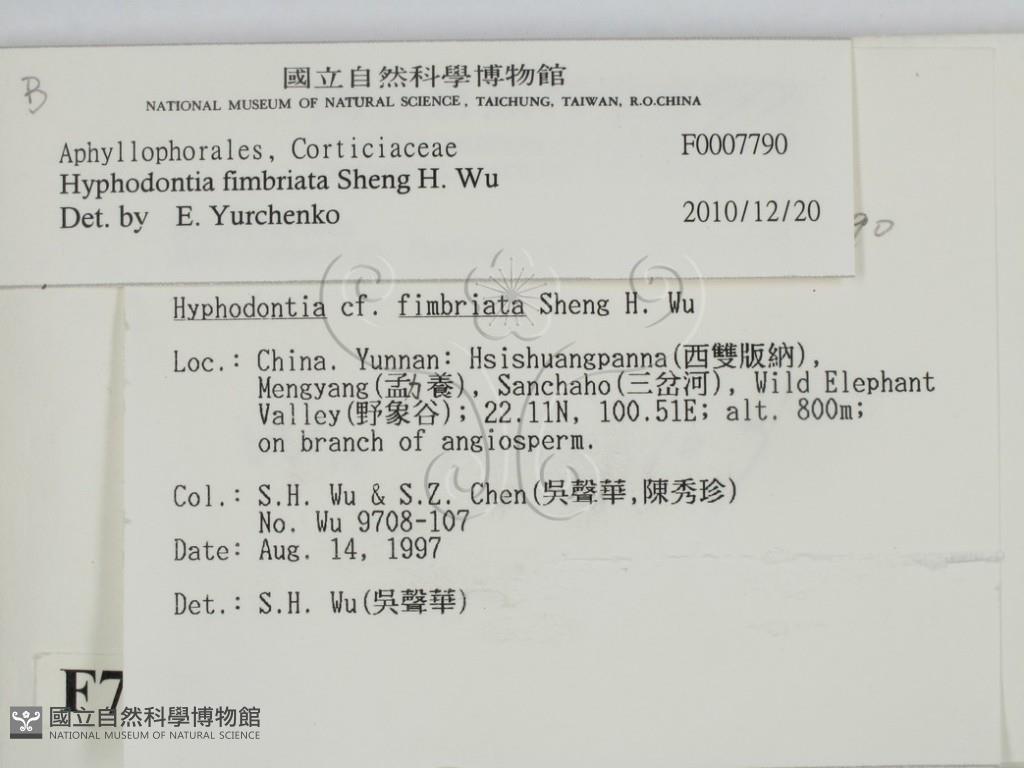 B
國立自然科學博物館
NATIONAL MUSEUM OF NATURAL SCIENCE, TAICHUNG, TAIWAN, R.O.CHINA
Aphyllophorales, Corticiaceae F0007790
Hyphodontia fimbriata Sheng H. Wu
Det. by E. Yurchenko 2010/12/20
90
Hyphodontia cf. fimbriata Sheng H. Wu
Loc.: China. Yunnan: Hsishuangpanna(西雙版納),
Mengyang(孟力養), Sanchaho(三岔河), Wild Elephant
Valley(野象谷); 22.11N, 100.51E; alt. 800m;
on branch of angiosperm.
Col.: S.H. Wu & S.Z. Chen(吳聲華,陳秀珍)
No. Wu 9708-107
Date: Aug. 14, 1997
Det.: S.H. Wu(吳聲華)
F7
國立自然科學博物館
NATIONAL MUSEUM OF NATURAL SCIENCE